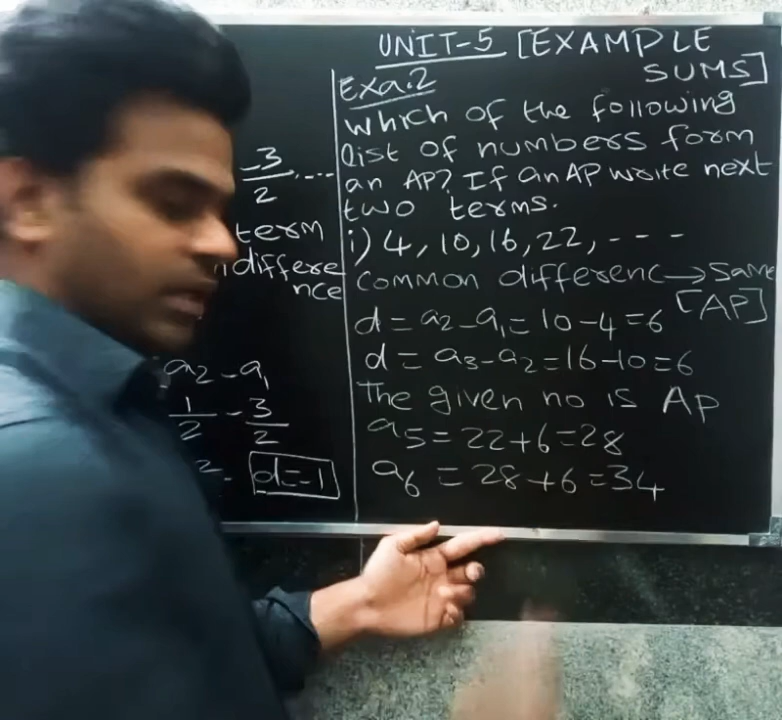 UNIT-5 [EXAMPLE
SUMS]
-3/2, ....
term
differe
nce
a2 - a1
1/2 - 3/2
2 - d=-1
Exa.2
which of the following
list of numbers form
an AP? If an AP write next
two terms.
i) 4, 10, 16, 22, - - - -
common differenc→same
[AP]
d = a2-a1 = 10-4=6
d = a3-a2=16-10=6
The given no is AP
a5=22+6=28
a6 = 28+6=34